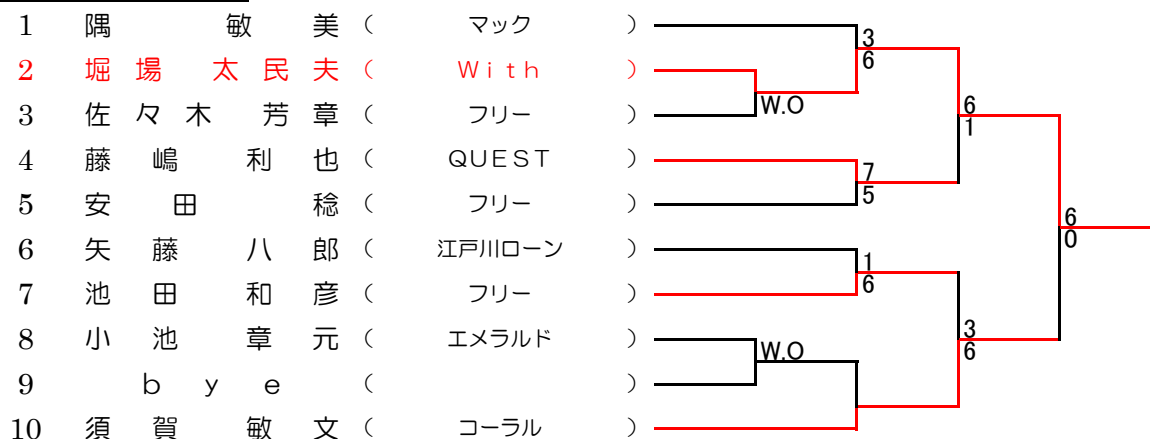 1 隅 敏 美 ( マック )
3
6
2 堀 場 太 民 夫 ( Ｗｉｔｈ )
W.O
3 佐 々 木 芳 章 ( フリー )
6
1
4 藤 嶋 利 也 ( ＱＵＥＳＴ )
7
5
5 安 田 稔 ( フリー )
6
0
6 矢 藤 八 郎 ( 江戸川ローン )
1
6
7 池 田 和 彦 ( フリー )
8 小 池 章 元 ( エメラルド )
3
6
W.O
9 ｂ ｙ ｅ ( )
10 須 賀 敏 文 ( コーラル )